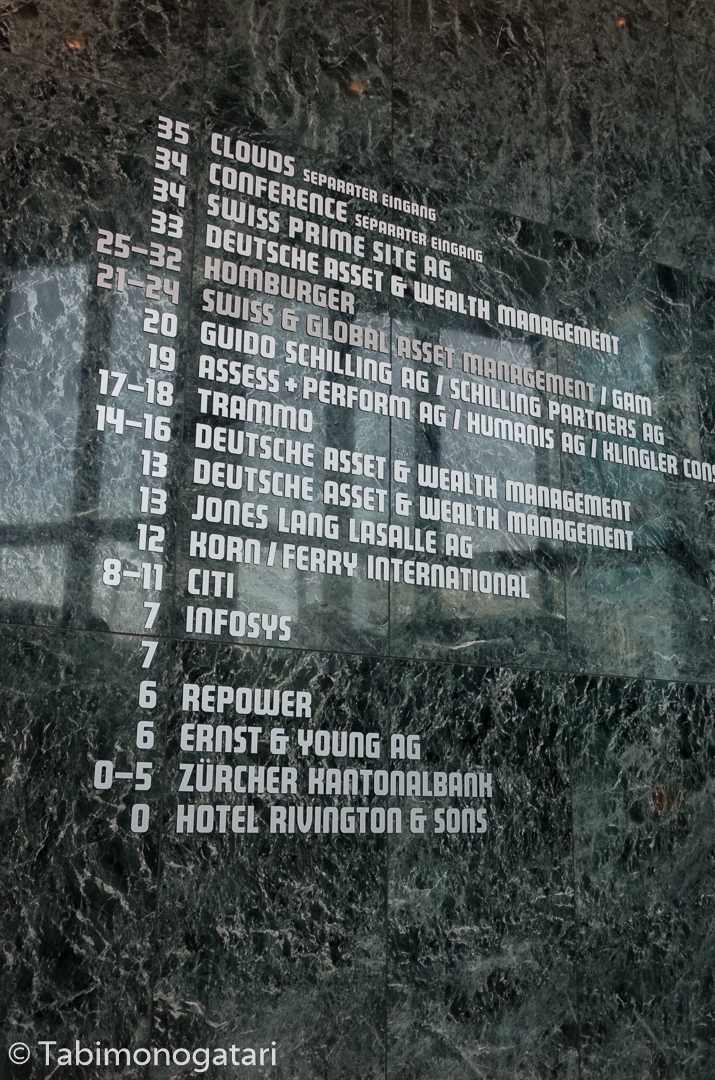 35 CLOUDS SEPARATER EINGANG
34 CONFERENCE SEPARATER EINGANG
34 SWISS PRIME SITE AG
33 DEUTSCHE ASSET & WEALTH MANAGEMENT
25–32 HOMBURGER
21–24 SWISS & GLOBAL ASSET MANAGEMENT / GAM
20 GUIDO SCHILLING AG / SCHILLING PARTNERS AG
19 ASSESS + PERFORM AG / HUMANIS AG / KLINGLER CONS
17–18 TRAMMO
14–16 DEUTSCHE ASSET & WEALTH MANAGEMENT
13 DEUTSCHE ASSET & WEALTH MANAGEMENT
13 JONES LANG LASALLE AG
12 KORN / FERRY INTERNATIONAL
8–11 CITI
7 INFOSYS
7
6 REPOWER
6 ERNST & YOUNG AG
0–5 ZÜRCHER KANTONALBANK
0 HOTEL RIVINGTON & SONS
© Tabimonogatari